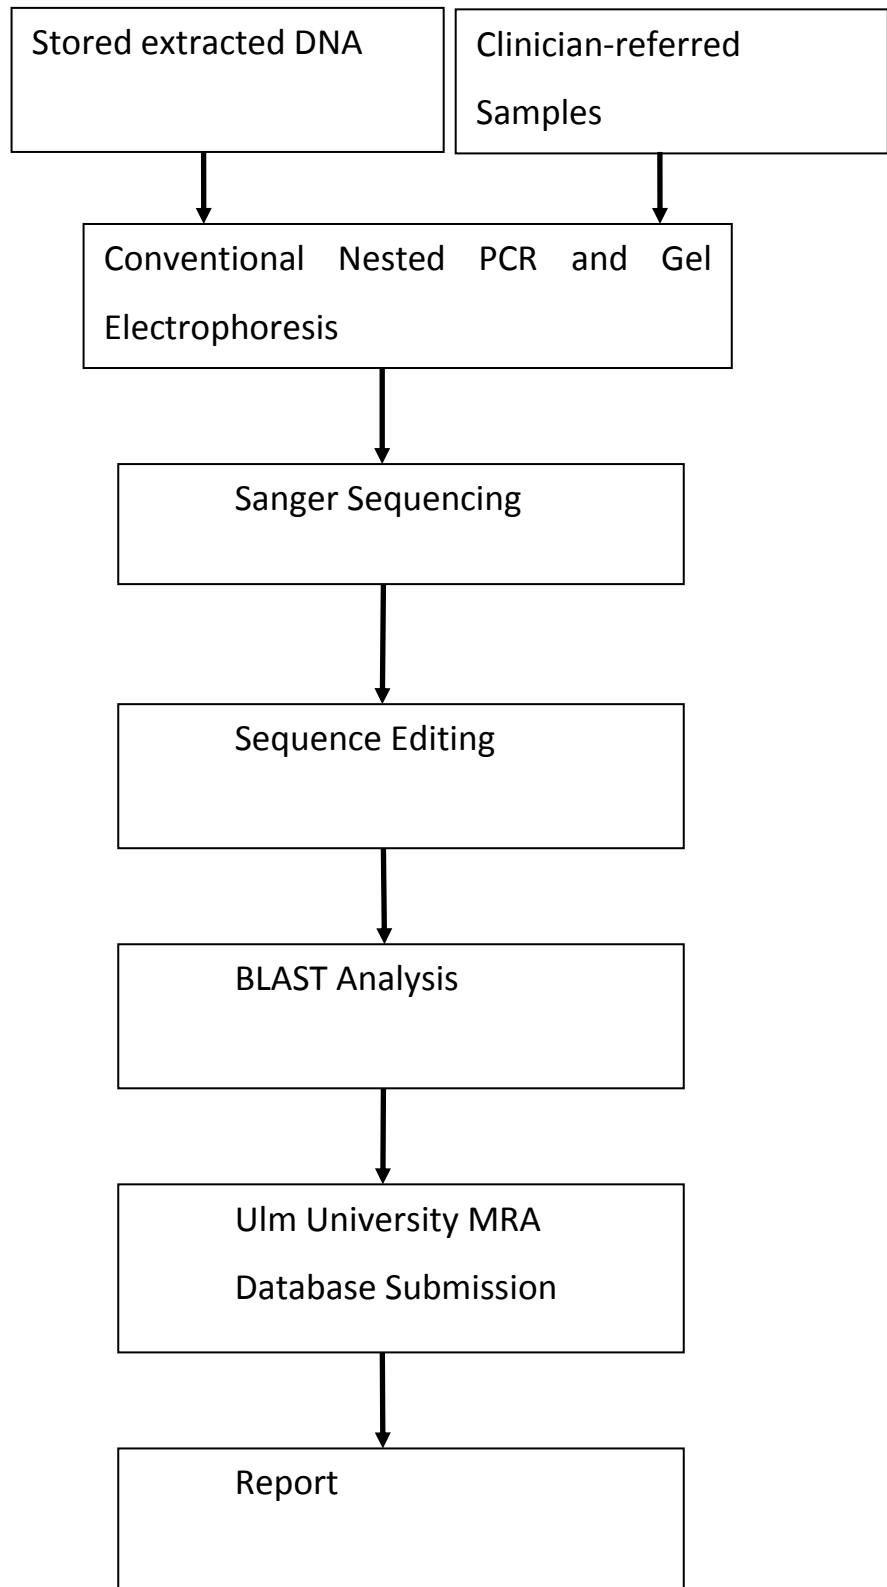 Stored extracted DNA
Clinician-referred
Samples
Conventional Nested PCR and Gel
Electrophoresis
Sanger Sequencing
Sequence Editing
BLAST Analysis
Ulm University MRA
Database Submission
Report